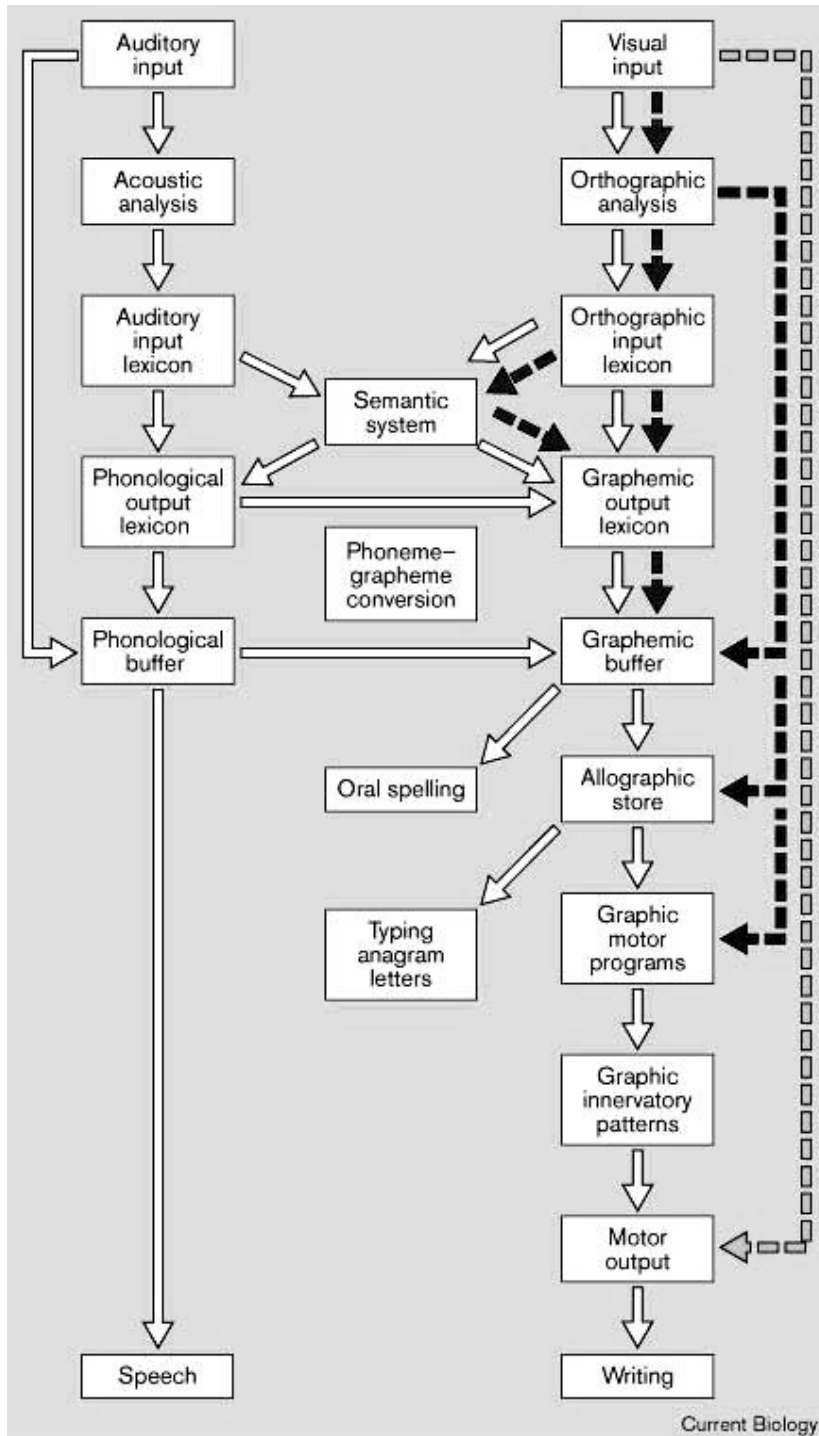 Auditory
input
Visual
input
Acoustic
analysis
Orthographic
analysis
Auditory
input
lexicon
Orthographic
input
lexicon
Semantic
system
Phonological
output
lexicon
Graphemic
output
lexicon
Phoneme–
grapheme
conversion
Phonological
buffer
Graphemic
buffer
Oral spelling
Allographic
store
Typing
anagram
letters
Graphic
motor
programs
Graphic
innervatory
patterns
Motor
output
Speech
Writing
Current Biology